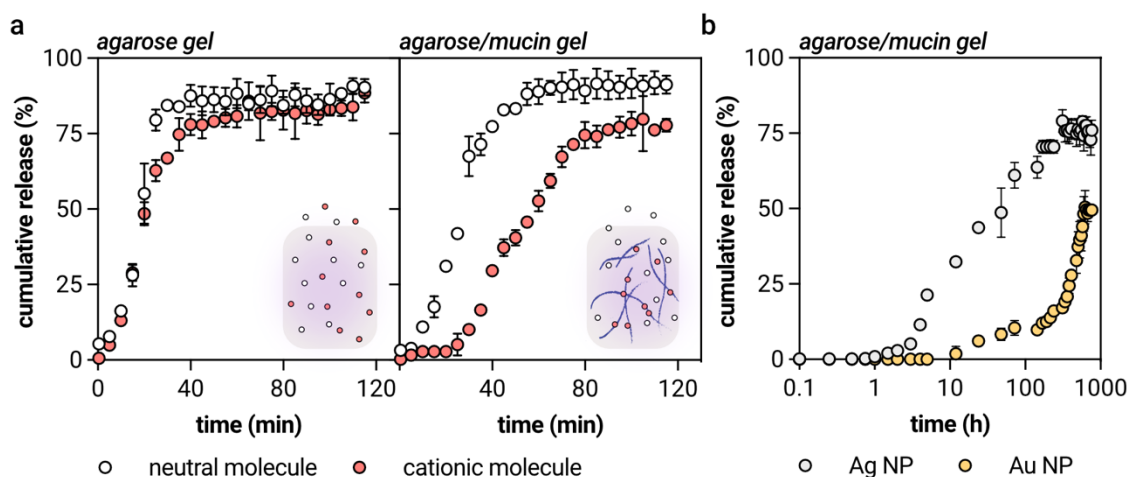 a
agarose gel
agarose/mucin gel
b
agarose/mucin gel
cumulative release (%)
100
75
50
25
0
0
40
80
120
40
80
120
time (min)
time (min)
cumulative release (%)
100
75
50
25
0
0.1
1
10
100
1000
time (h)
neutral molecule
cationic molecule
Ag NP
Au NP